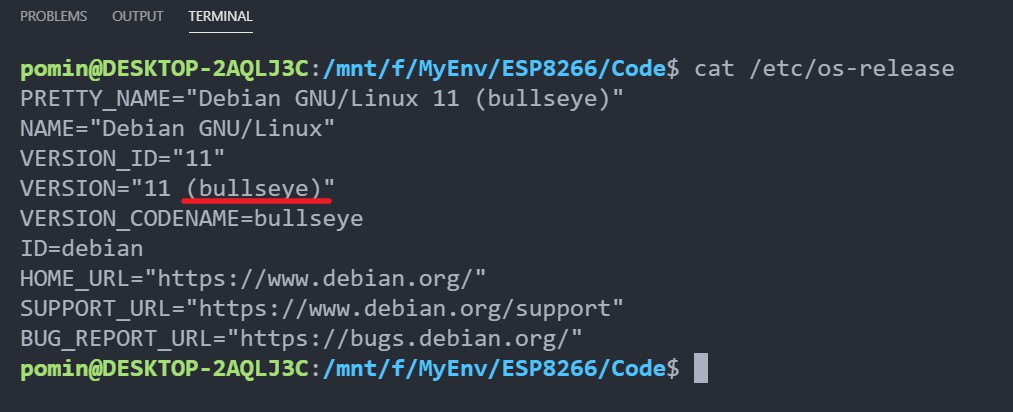 PROBLEMS OUTPUT TERMINAL
pomin@DESKTOP-2AQLJ3C:/mnt/f/MyEnv/ESP8266/Code$ cat /etc/os-release
PRETTY_NAME="Debian GNU/Linux 11 (bullseye)"
NAME="Debian GNU/Linux"
VERSION_ID="11"
VERSION="11 (bullseye)"
VERSION_CODENAME=bullseye
ID=debian
HOME_URL="https://www.debian.org/"
SUPPORT_URL="https://www.debian.org/support"
BUG_REPORT_URL="https://bugs.debian.org/"
pomin@DESKTOP-2AQLJ3C:/mnt/f/MyEnv/ESP8266/Code$